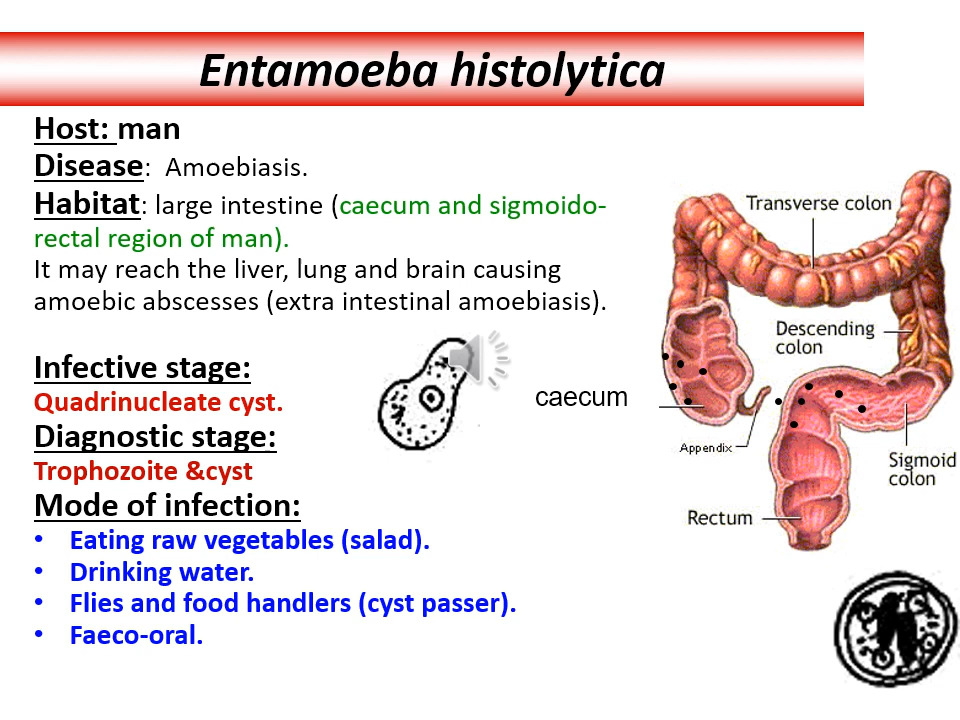 Entamoeba histolytica
Host: man
Disease: Amoebiasis.
Habitat: large intestine (caecum and sigmoido-
rectal region of man).
It may reach the liver, lung and brain causing
amoebic abscesses (extra intestinal amoebiasis).
Infective stage:
Quadrinucleate cyst.
Diagnostic stage:
Trophozoite &cyst
Mode of infection:
• Eating raw vegetables (salad).
• Drinking water.
• Flies and food handlers (cyst passer).
• Faeco-oral.
Transverse colon
Descending
colon
caecum
Appendix
Sigmoid
colon
Rectum